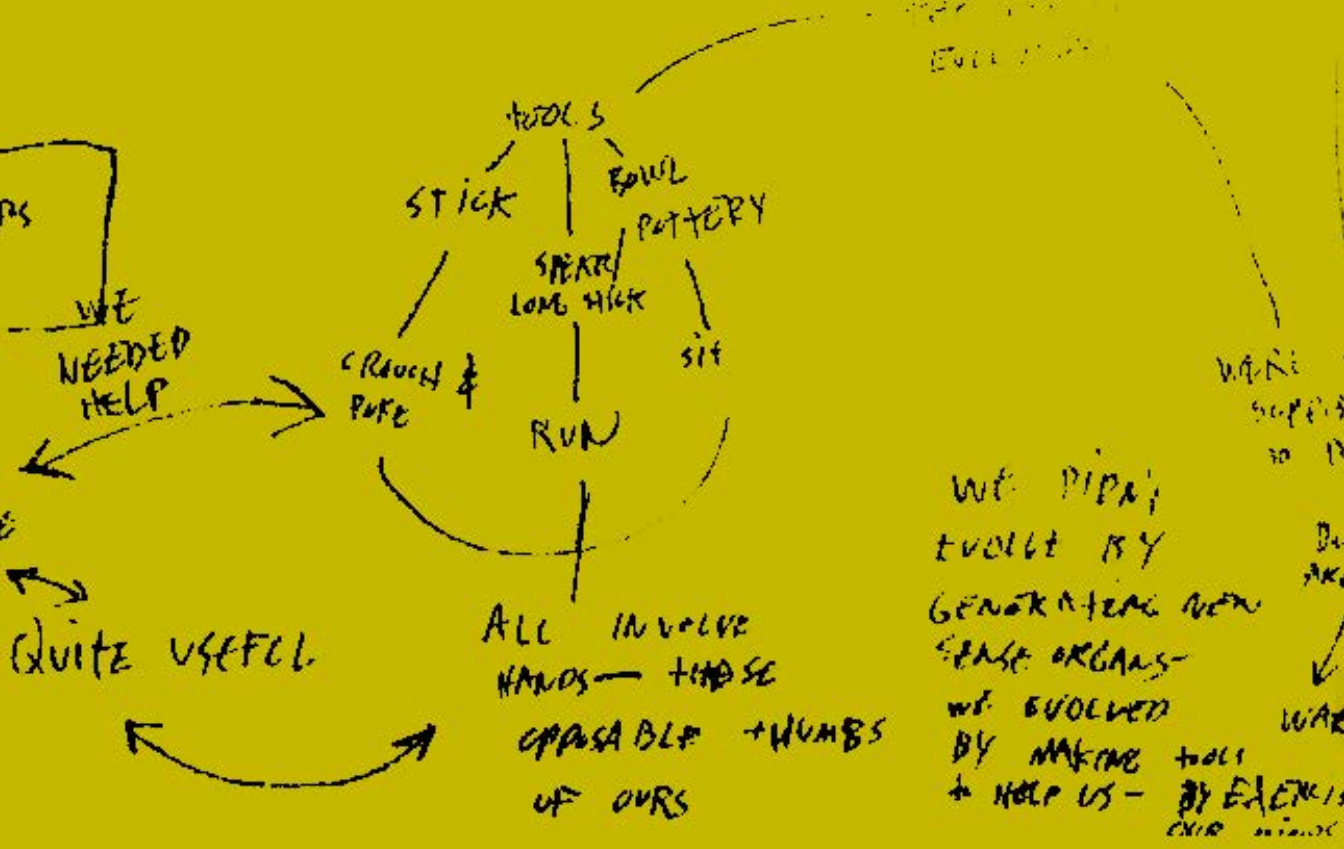 TOOLS
STICK
BOWL
POTTERY
SPEAR/
LONG STICK
CROUCH &
POKE
RUN
SIT
WE
NEEDED
HELP
QUITE USEFUL
ALL INVOLVE
HANDS— THOSE
OPPOSABLE THUMBS
OF OURS
WE DIDN'T
EVOLVE BY
GENERATING NEW
SENSE ORGANS-
WE EVOLVED
BY MAKING TOOLS
TO HELP US - BY